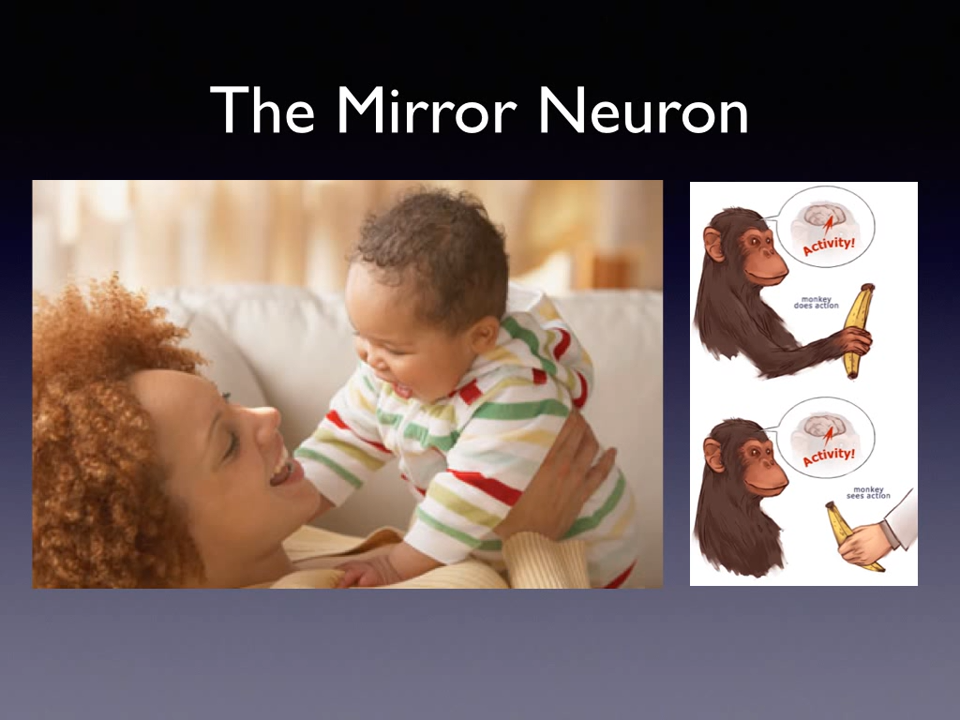 The Mirror Neuron
Activity!
monkey
does action
Activity!
monkey
sees action